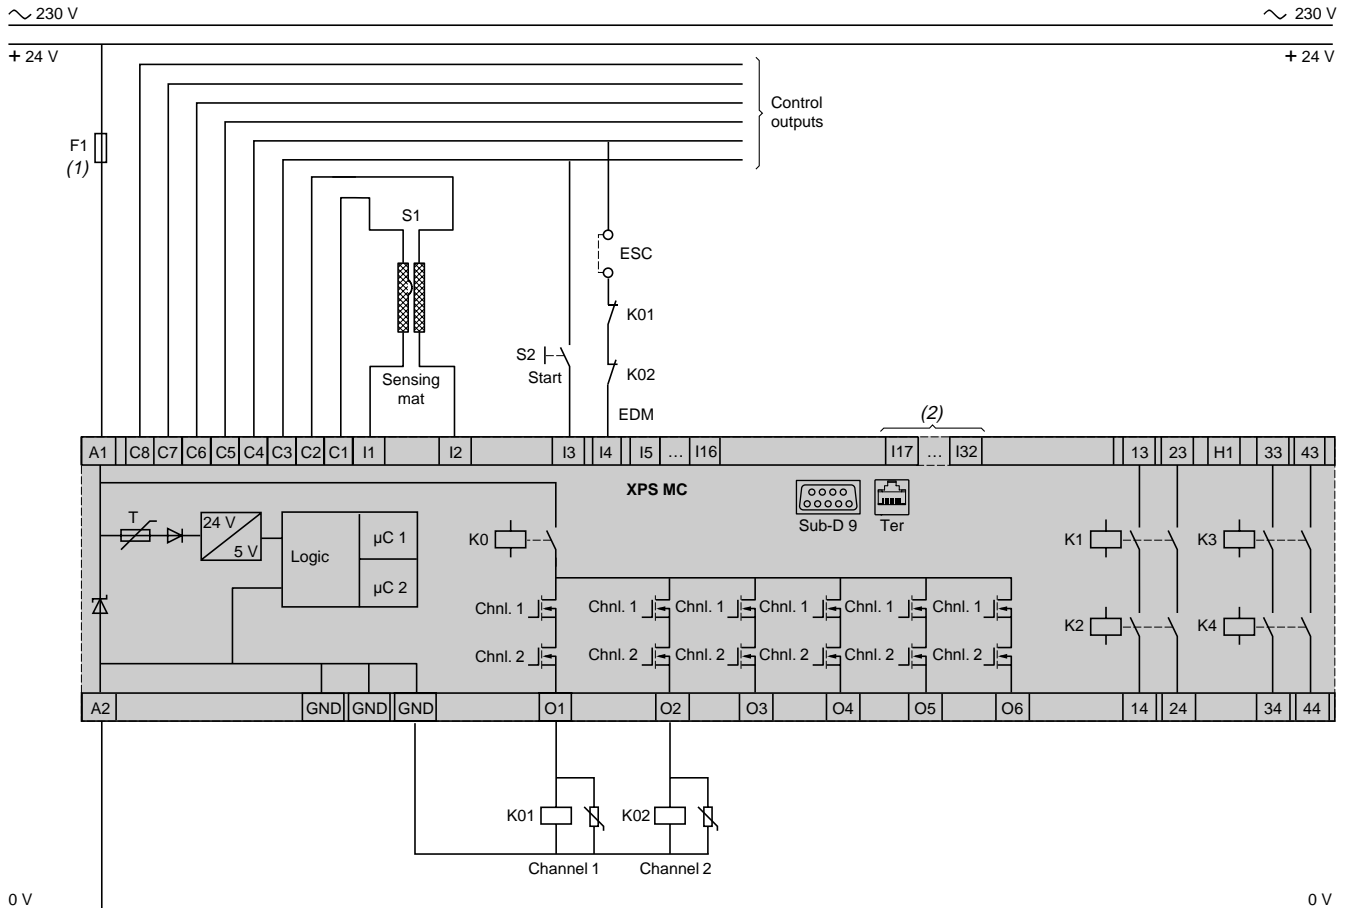 230 V
230 V
+ 24 V
+ 24 V
Control
outputs
F1
(1)
S1
ESC
K01
S2
Start
K02
Sensing
mat
EDM
(2)
A1 C8 C7 C6 C5 C4 C3 C2 C1 I1 I2 I3 I4 I5 ... I16 I17 ... I32 13 23 H1 33 43
XPS MC
Sub-D 9
Ter
T
24 V
5 V
Logic
µC 1
µC 2
K0
K1
K3
Chnl. 1 Chnl. 1 Chnl. 1 Chnl. 1 Chnl. 1 Chnl. 1
K2
K4
Chnl. 2 Chnl. 2 Chnl. 2 Chnl. 2 Chnl. 2 Chnl. 2
A2 GND GND GND O1 O2 O3 O4 O5 O6 14 24 34 44
K01
K02
Channel 1
Channel 2
0 V
0 V